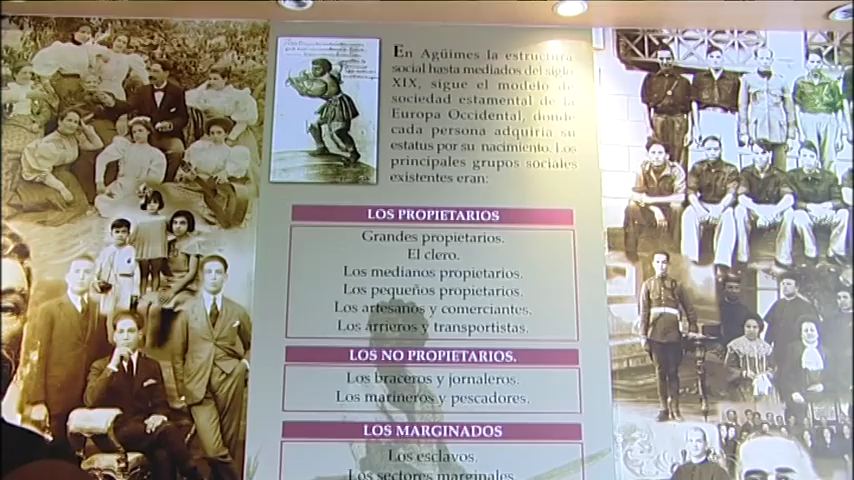 En Agüimes la estructura
social hasta mediados del siglo
XIX, sigue el modelo de
sociedad estamental de la
Europa Occidental, donde
cada persona adquiría su
estatus por su nacimiento. Los
principales grupos sociales
existentes eran:
LOS PROPIETARIOS
Grandes propietarios.
El clero.
Los medianos propietarios.
Los pequeños propietarios.
Los artesanos y comerciantes.
Los arrieros y transportistas.
LOS NO PROPIETARIOS.
Los braceros y jornaleros.
Los marineros y pescadores.
LOS MARGINADOS
Los esclavos.
Los sectores marginales